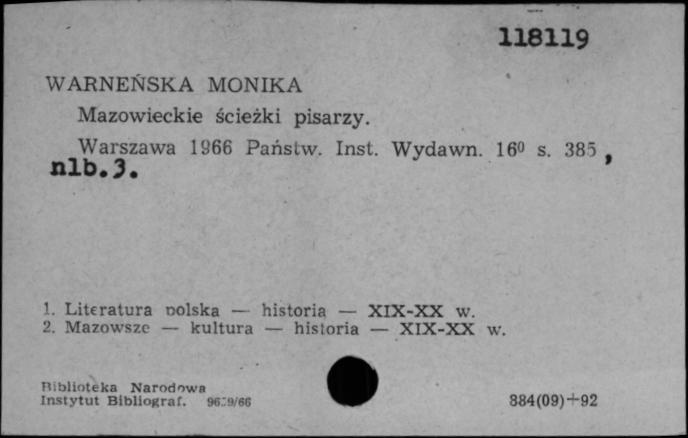 118119
WARNEŃSKA MONIKA
Mazowieckie ścieżki pisarzy.
Warszawa 1966 Państw. Inst. Wydawn. 16⁰ s. 385,
nlb.3.
1. Literatura polska — historia — XIX-XX w.
2. Mazowsze — kultura — historia — XIX-XX w.
Biblioteka Narodowa
Instytut Bibliograf.
884(09)+92